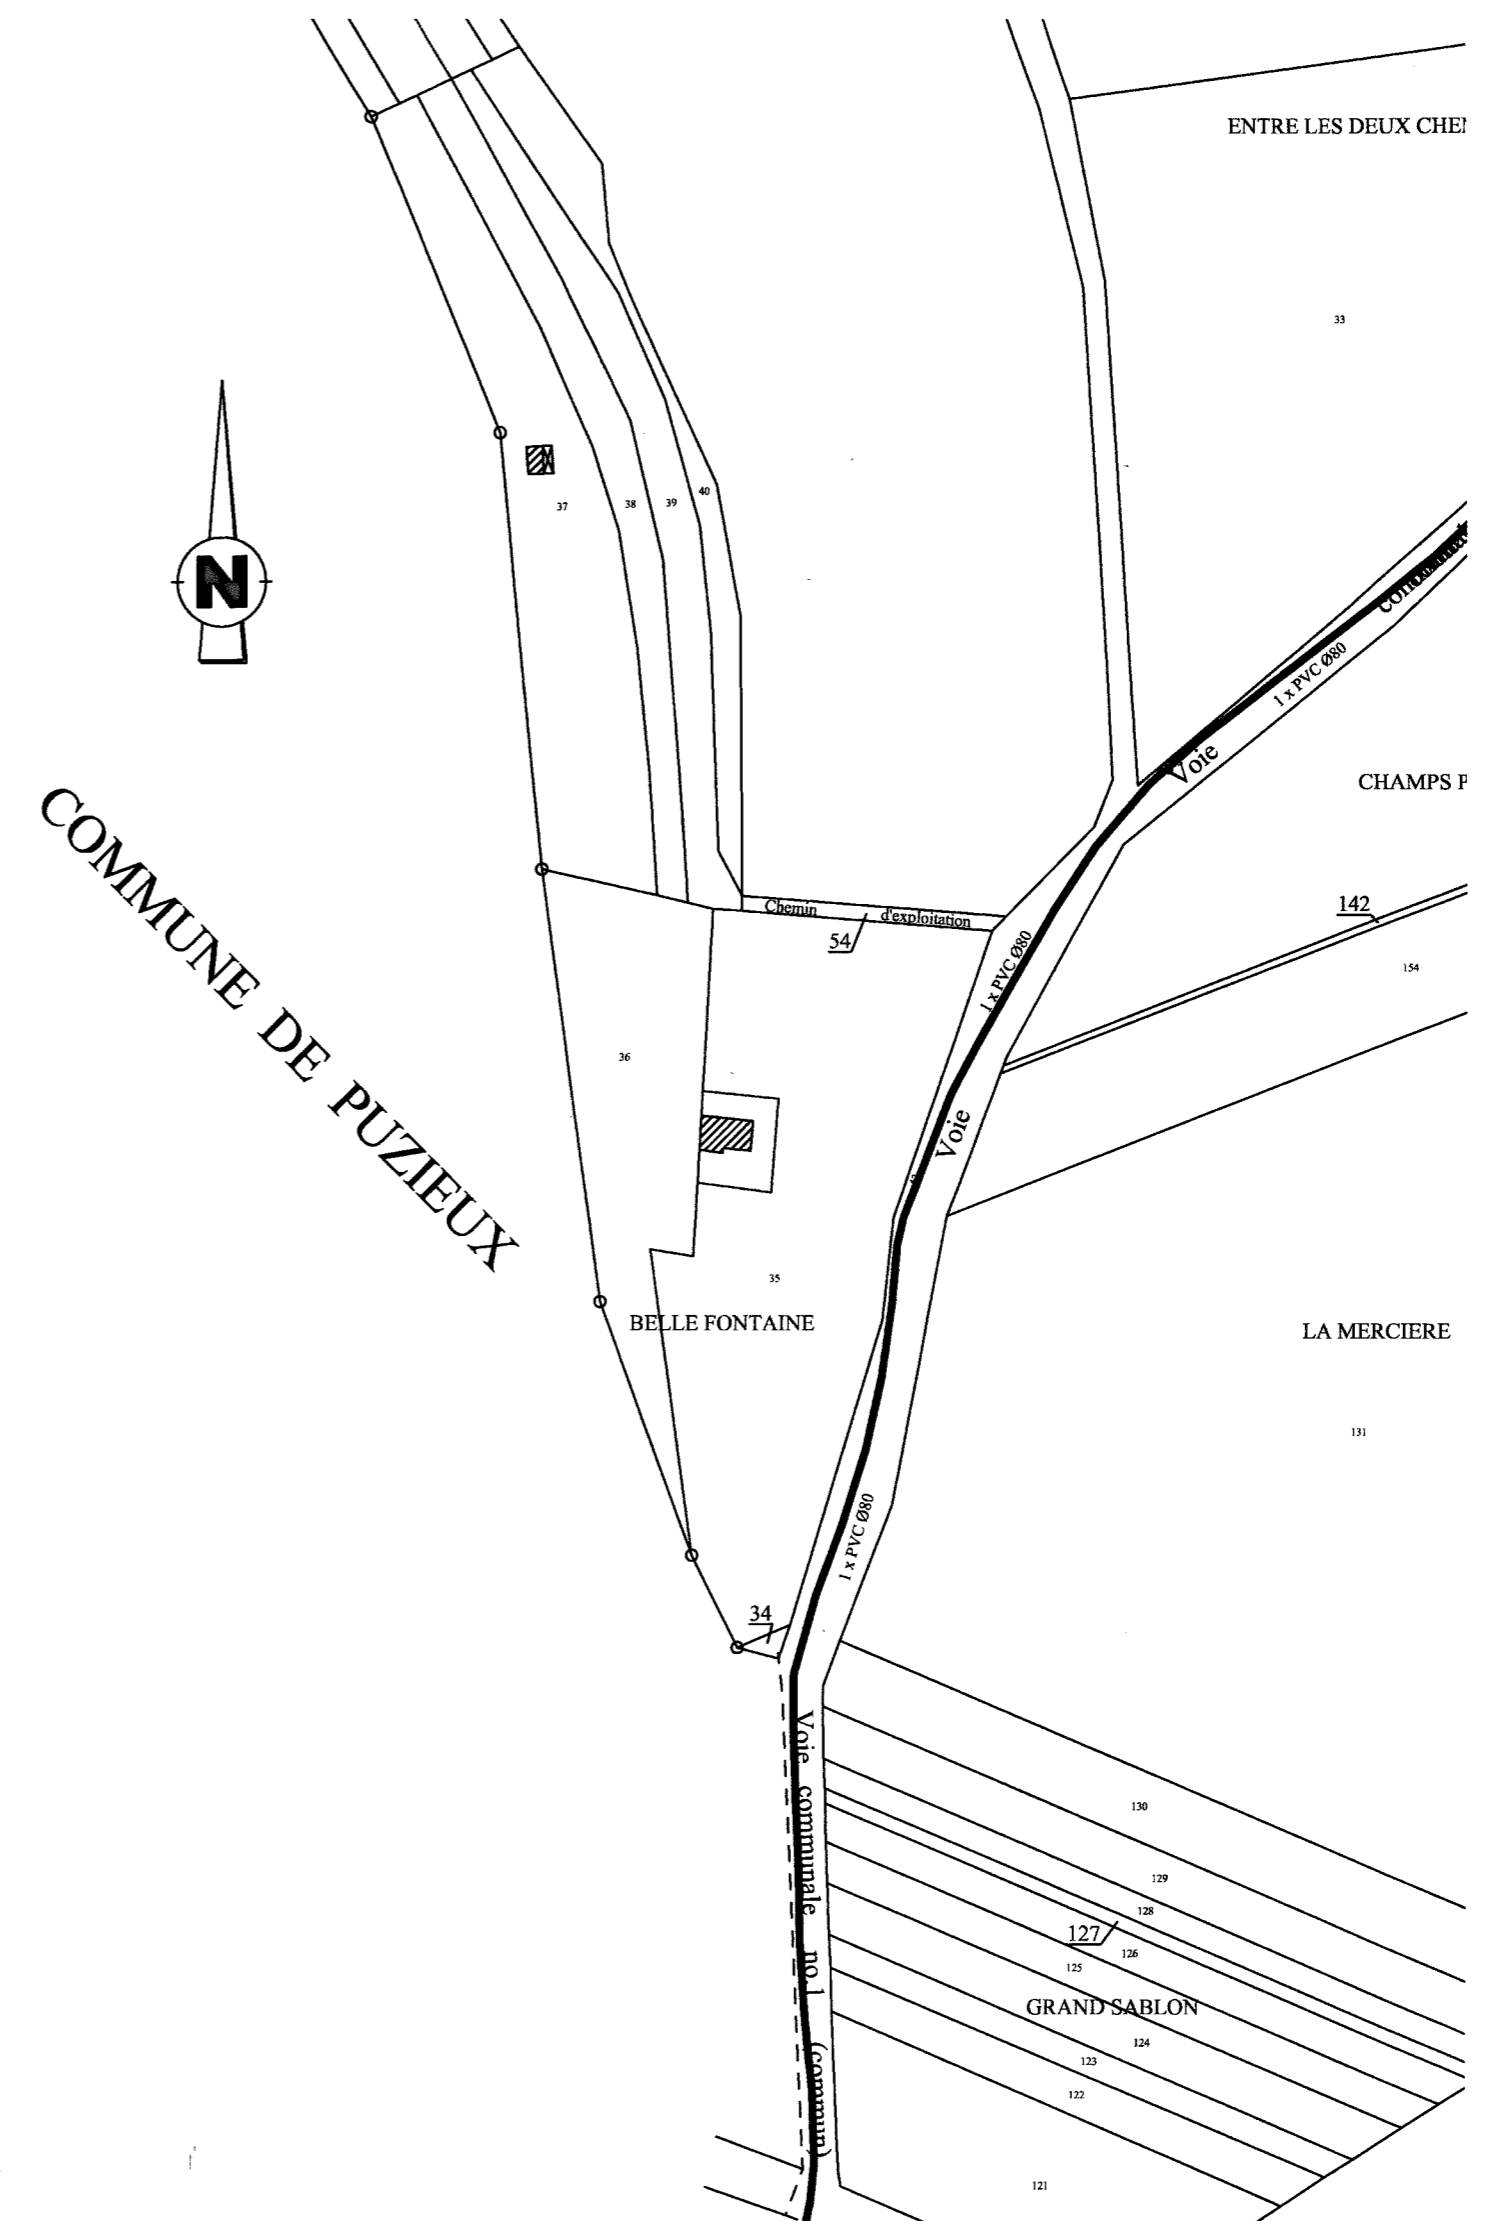 ENTRE LES DEUX CHE
33
N
37
38
39
40
1 x PVC Ø80
Voie
CHAMPS P
COMMUNE DE PUZIEUX
142
Chemin d'exploitation
54
1 x PVC Ø80
154
36
Voie
35
BELLE FONTAINE
LA MERCIERE
131
1 x PVC Ø80
34
Voie communale no.1 (commun)
130
129
128
127
126
125
GRAND SABLON
124
123
122
121